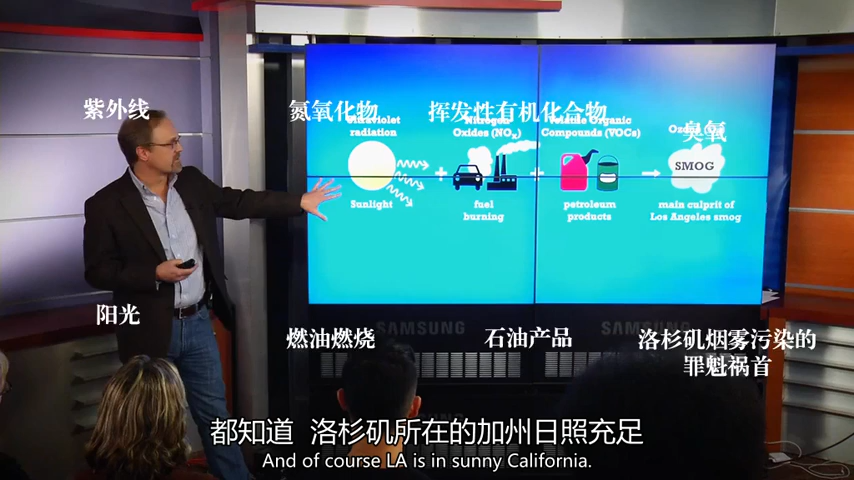 紫外线
氮氧化物
挥发性有机化合物
臭氧
Ultraviolet
radiation
Nitrogen
Oxides (NOx)
Volatile Organic
Compounds (VOCs)
SMOG
Sunlight
fuel
burning
petroleum
products
main culprit of
Los Angeles smog
阳光
燃油燃烧
石油产品
洛杉矶烟雾污染的
罪魁祸首
SAMSUNG
SAMSUNG
都知道 洛杉矶所在的加州日照充足
And of course LA is in sunny California.